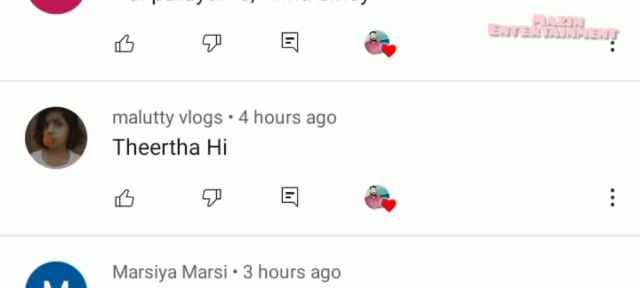 MAZIN
ENTERTAINMENT
malutty vlogs • 4 hours ago
Theertha Hi
Marsiya Marsi • 3 hours ago
M